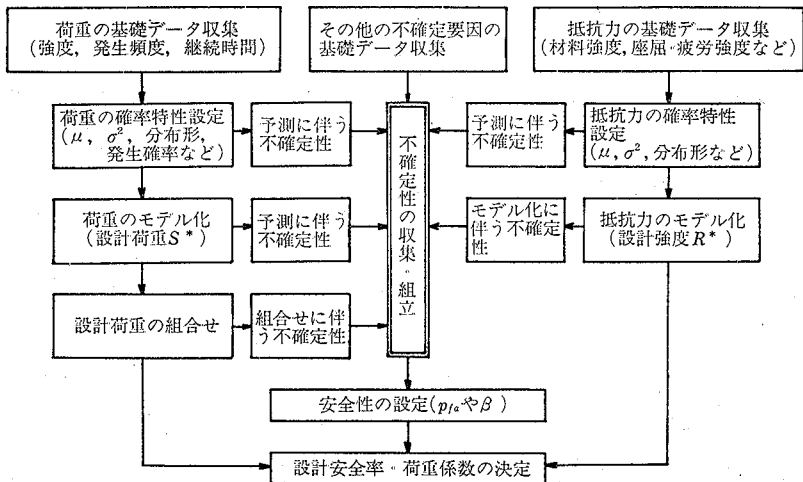 荷重の基礎データ収集
(強度, 発生頻度, 継続時間)
その他の不確定要因の
基礎データ収集
抵抗力の基礎データ収集
(材料強度,座屈・疲労強度など)
荷重の確率特性設定
(μ, σ², 分布形,
発生確率など)
予測に伴う
不確定性
不確定性の収集・組立
予測に伴う
不確定性
抵抗力の確率特性
設定
(μ,σ²,分布形など)
荷重のモデル化
(設計荷重S*)
予測に伴う
不確定性
モデル化に
伴う不確定
性
抵抗力のモデル化
(設計強度R*)
設計荷重の組合せ
組合せに伴
う不確定性
安全性の設定(pfaやβ)
設計安全率・荷重係数の決定